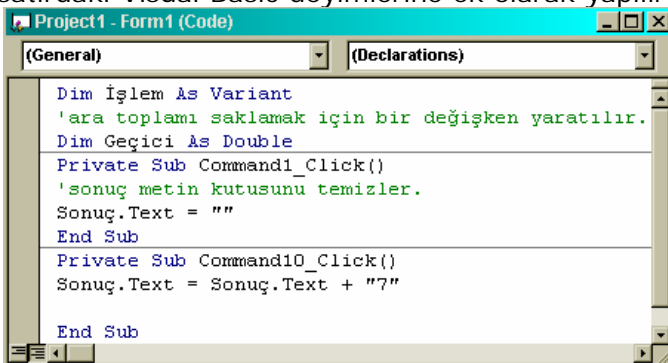 satırdaki Visual Basic deyimlerine ek olarak yapılı
Project1 - Form1 (Code)
(General) (Declarations)
Dim İşlem As Variant
'ara toplamı saklamak için bir değişken yaratılır.
Dim Geçici As Double
Private Sub Command1_Click()
'sonuç metin kutusunu temizler.
Sonuç.Text = ""
End Sub
Private Sub Command10_Click()
Sonuç.Text = Sonuç.Text + "7"
End Sub